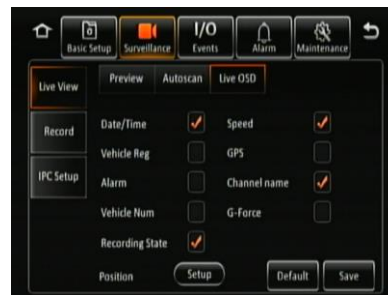 Basic Setup Surveillance I/O Events Alarm Maintenance
Live View Preview Autoscan Live OSD
Date/Time Speed
Record
Vehicle Reg GPS
IPC Setup Alarm Channel name
Vehicle Num G-Force
Recording State
Position Setup Default Save